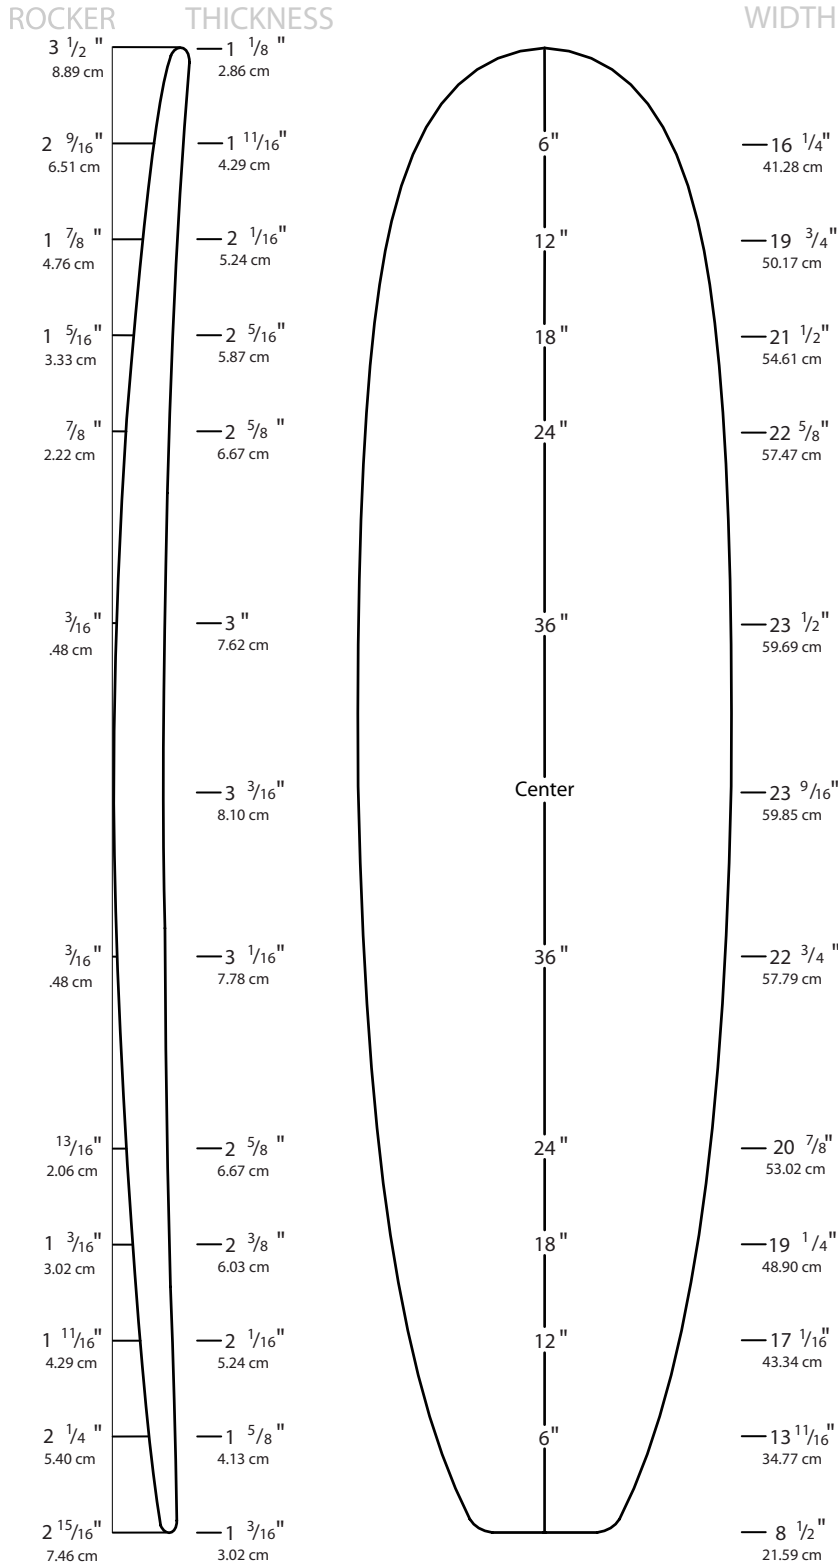 ROCKER THICKNESS WIDTH
3 1/2 " 1 1/8 "
8.89 cm 2.86 cm
2 9/16" 1 11/16" 6" 16 1/4"
6.51 cm 4.29 cm 41.28 cm
1 7/8 " 2 1/16" 12" 19 3/4"
4.76 cm 5.24 cm 50.17 cm
1 5/16" 2 5/16" 18" 21 1/2"
3.33 cm 5.87 cm 54.61 cm
7/8 " 2 5/8 " 24" 22 5/8"
2.22 cm 6.67 cm 57.47 cm
3/16" 3 " 36" 23 1/2"
.48 cm 7.62 cm 59.69 cm
3 3/16" Center 23 9/16"
8.10 cm 59.85 cm
3/16" 3 1/16" 36" 22 3/4 "
.48 cm 7.78 cm 57.79 cm
13/16" 2 5/8 " 24" 20 7/8"
2.06 cm 6.67 cm 53.02 cm
1 3/16" 2 3/8 " 18" 19 1/4"
3.02 cm 6.03 cm 48.90 cm
1 11/16" 2 1/16" 12" 17 1/16"
4.29 cm 5.24 cm 43.34 cm
2 1/4 " 1 5/8 " 6" 13 11/16"
5.40 cm 4.13 cm 34.77 cm
2 15/16" 1 3/16" 8 1/2"
7.46 cm 3.02 cm 21.59 cm